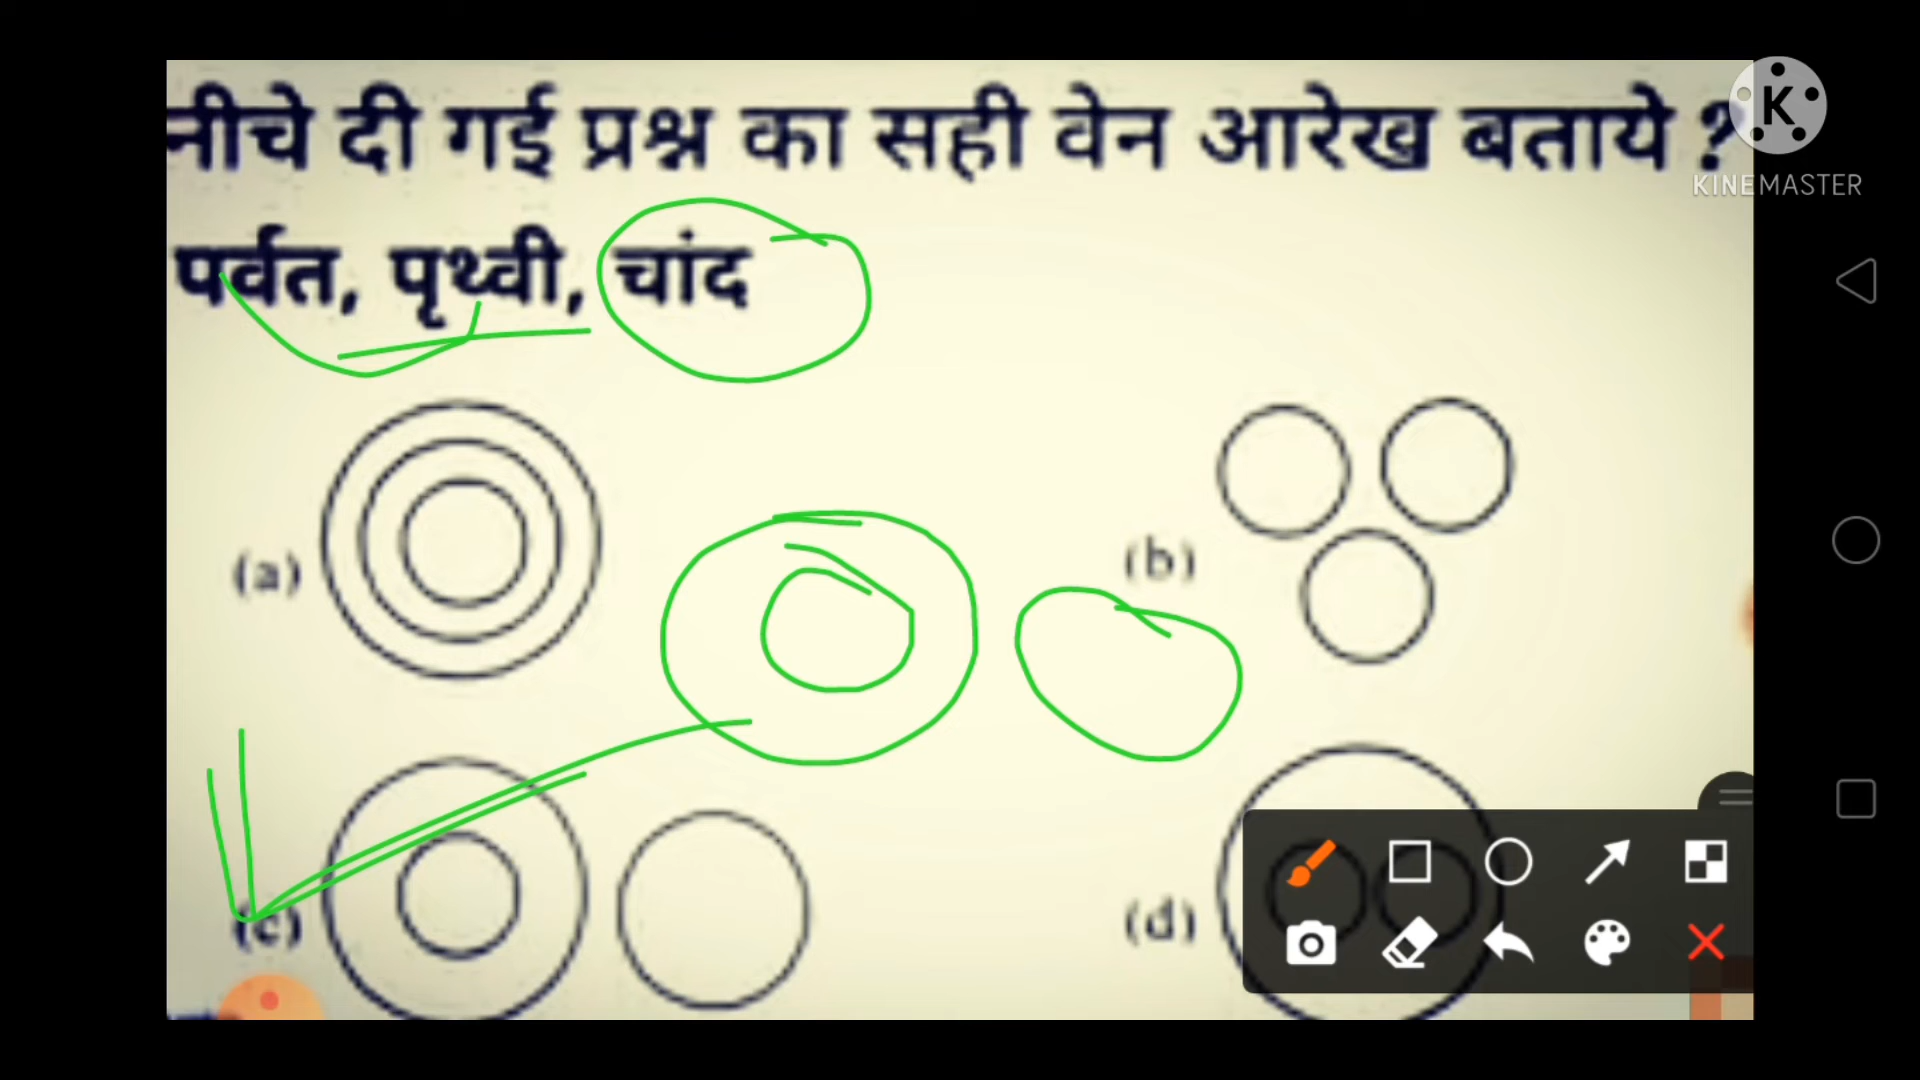 नीचे दी गई प्रश्न का सही वेन आरेख बताये ?
K
KINEMASTER
पर्वत, पृथ्वी, चांद
(a)
(b)
(c)
(d)